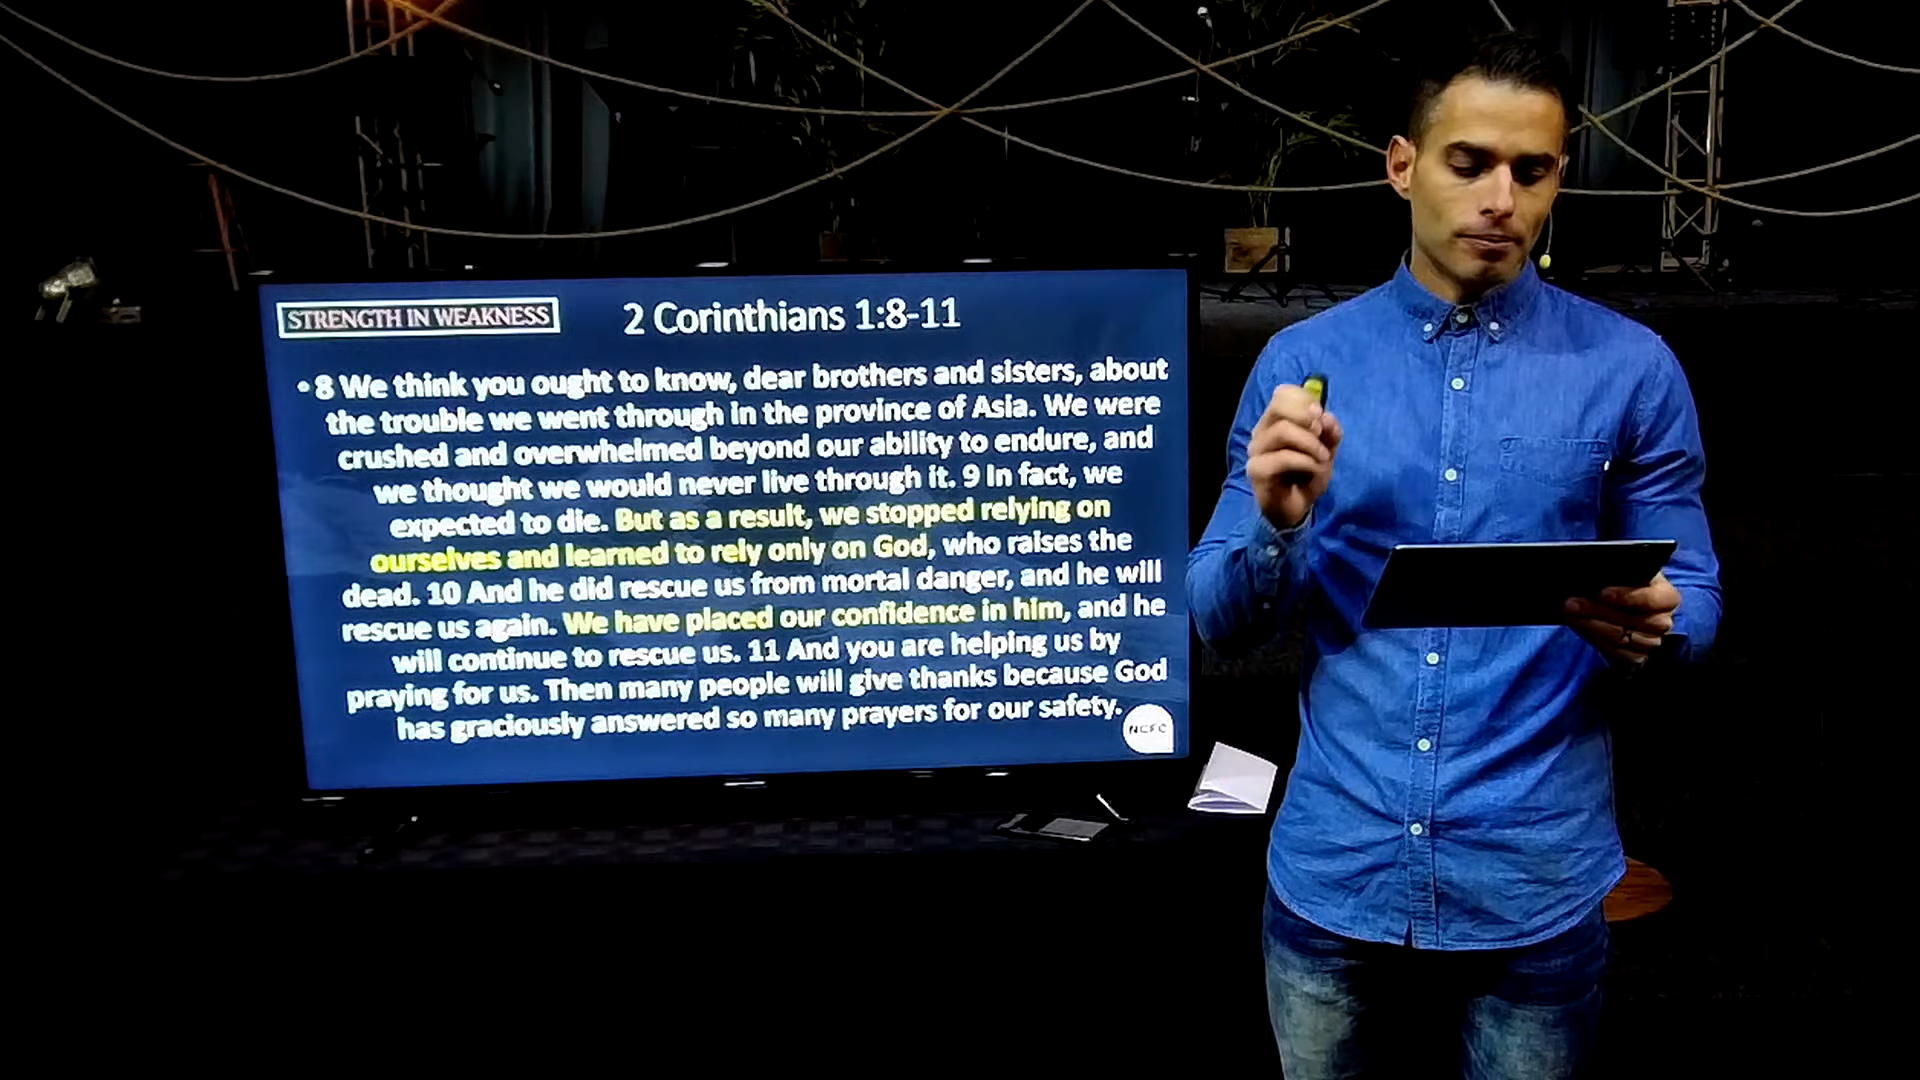 STRENGTH IN WEAKNESS
2 Corinthians 1:8-11
• 8 We think you ought to know, dear brothers and sisters, about
the trouble we went through in the province of Asia. We were
crushed and overwhelmed beyond our ability to endure, and
we thought we would never live through it. 9 In fact, we
expected to die. But as a result, we stopped relying on
ourselves and learned to rely only on God, who raises the
dead. 10 And he did rescue us from mortal danger, and he will
rescue us again. We have placed our confidence in him, and he
will continue to rescue us. 11 And you are helping us by
praying for us. Then many people will give thanks because God
has graciously answered so many prayers for our safety.
NCFC